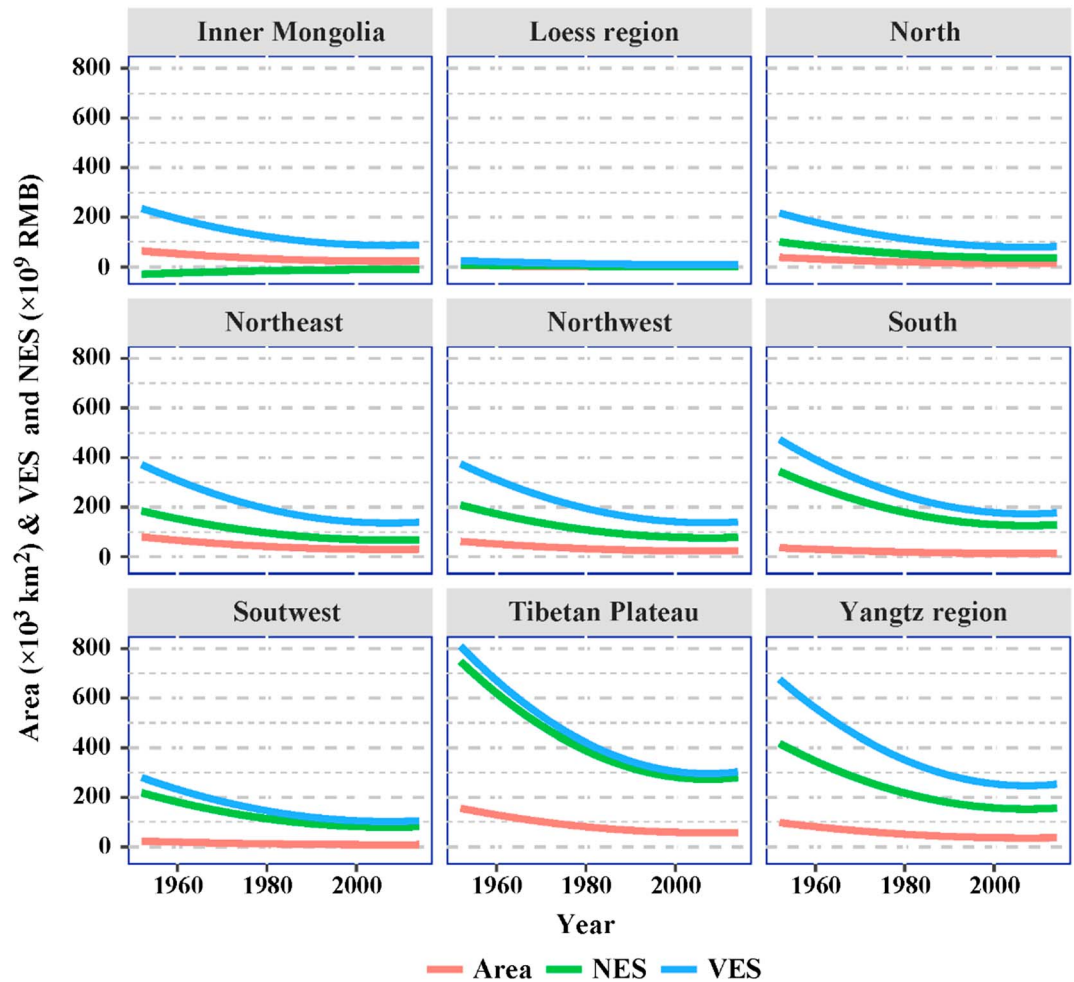 Inner Mongolia Loess region North
800
600
400
200
0
Northeast Northwest South
800
600
400
200
0
Soutwest Tibetan Plateau Yangtz region
800
600
400
200
0
1960 1980 2000 1960 1980 2000 1960 1980 2000
Area (×10³ km²) & VES and NES (×10⁹ RMB)
Year
Area NES VES